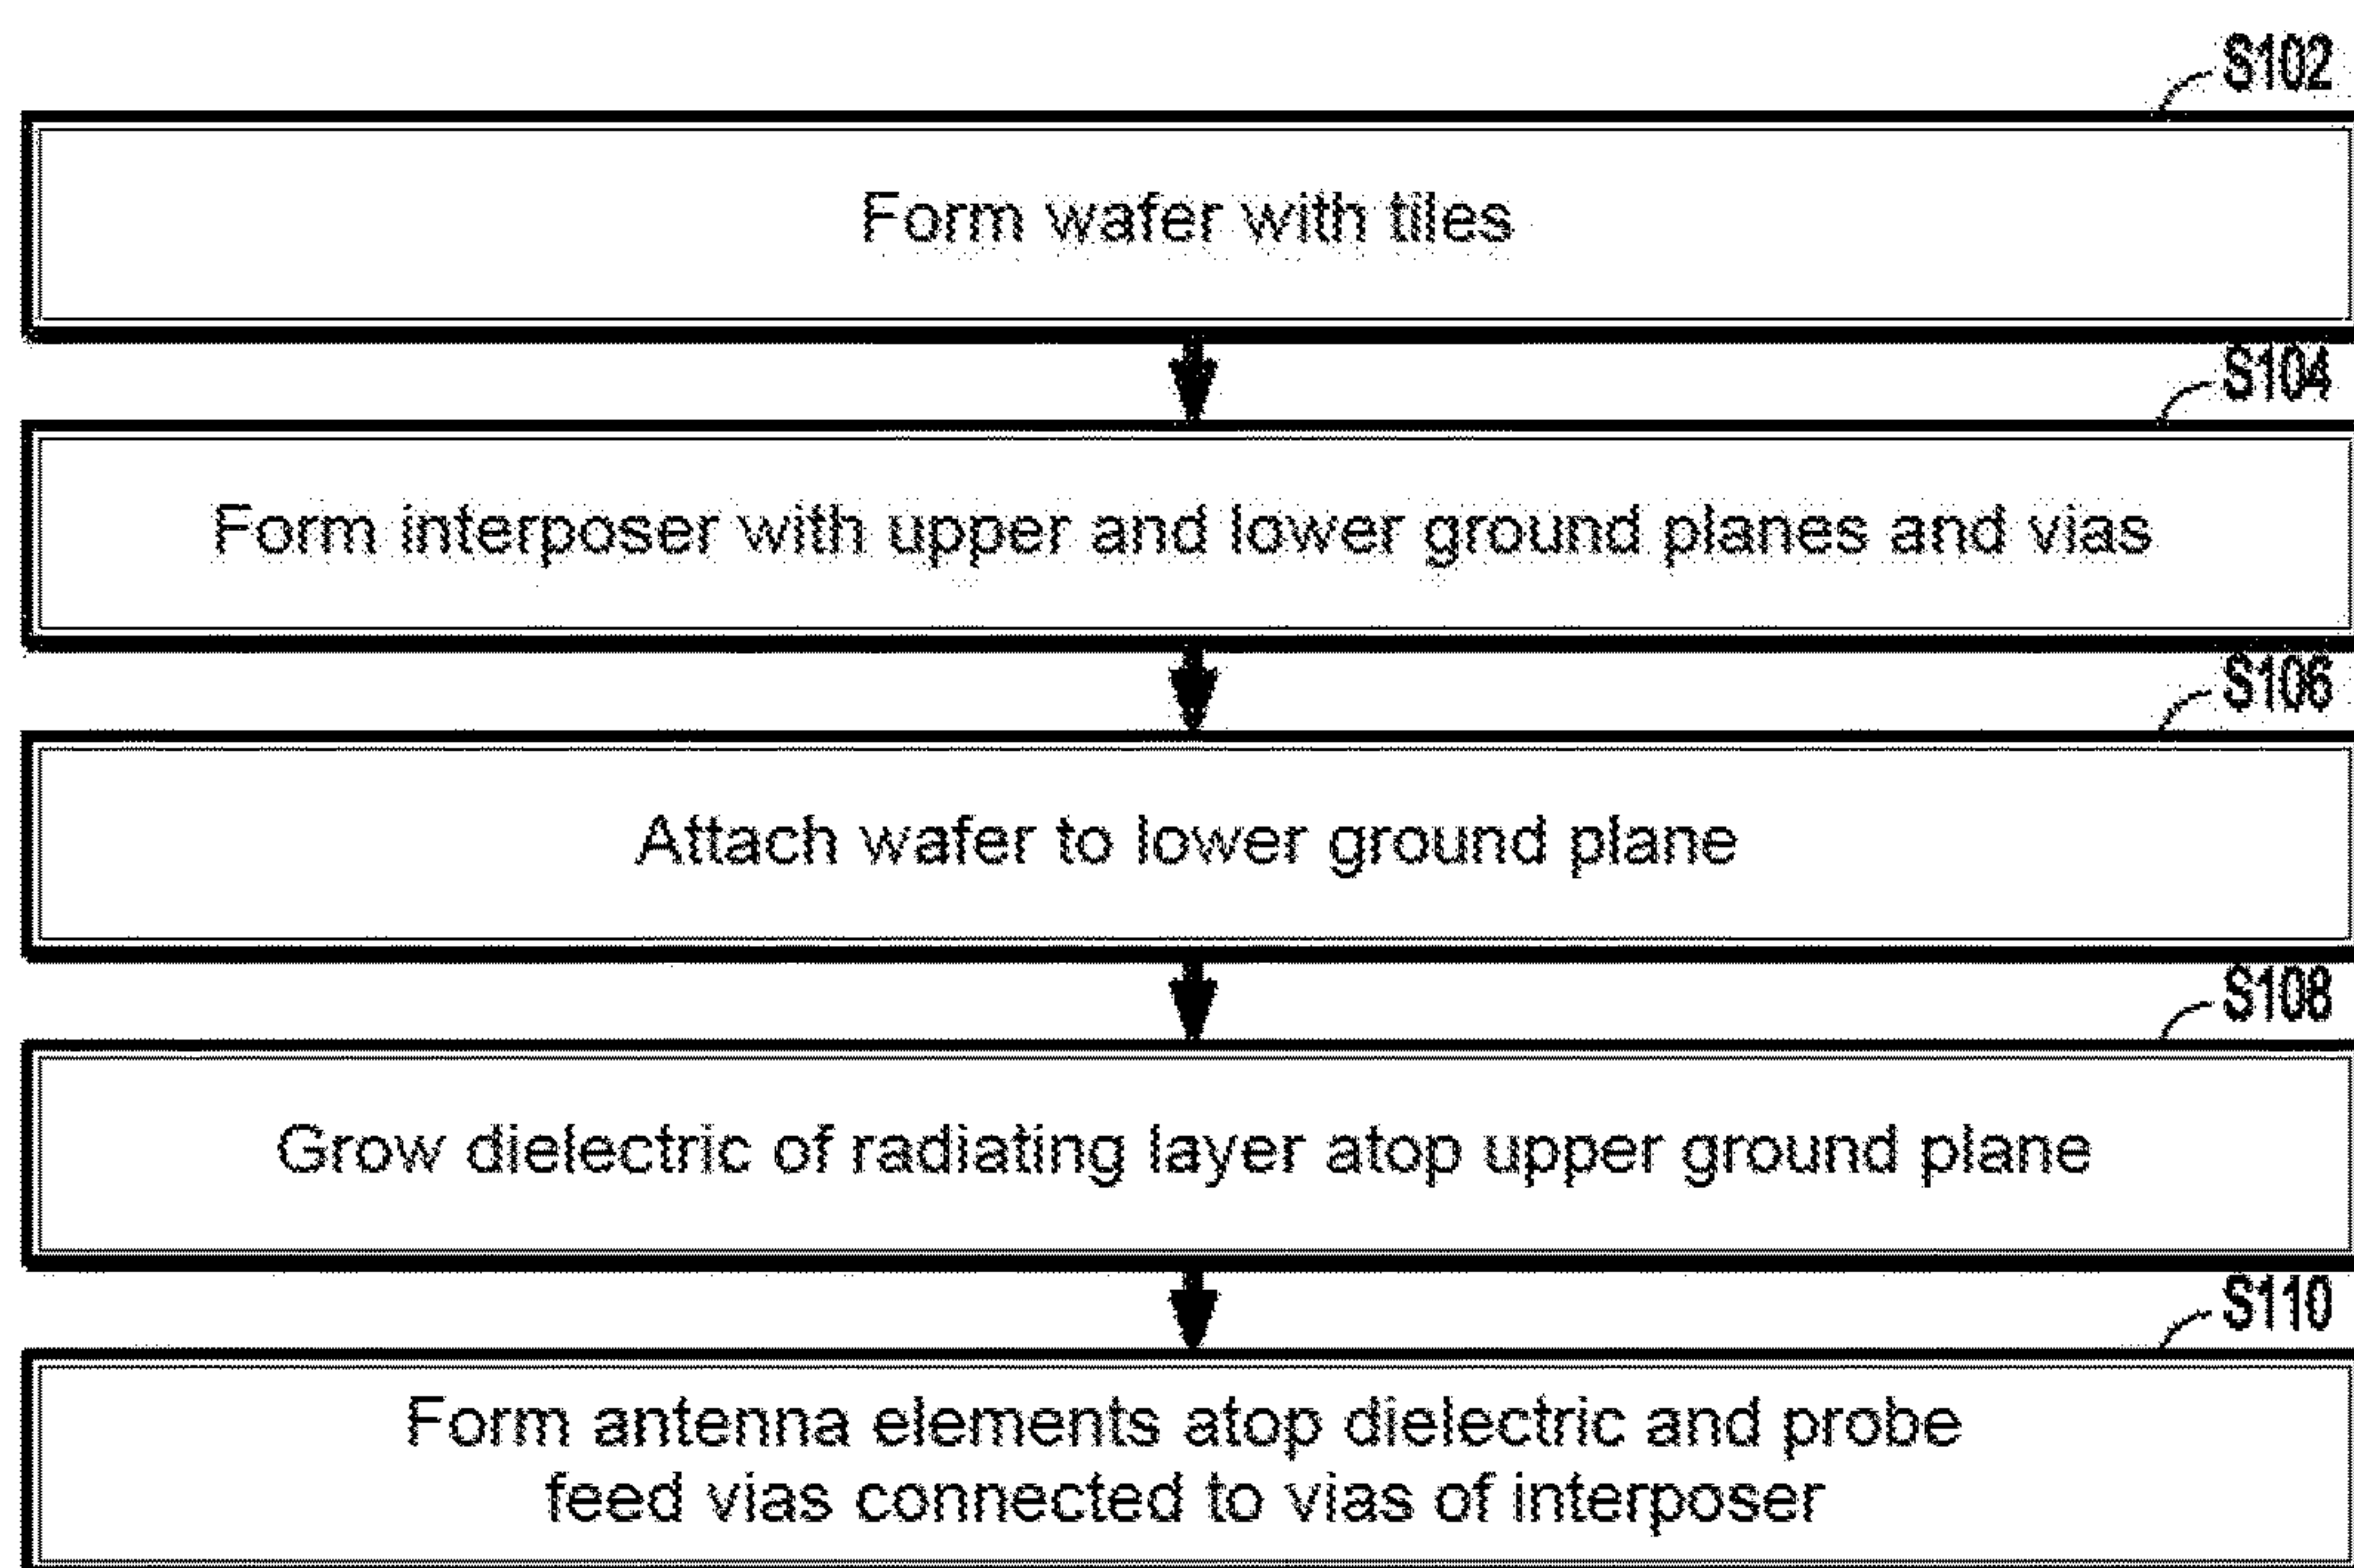 S102
Form wafer with tiles
S104
Form interposer with upper and lower ground planes and vias
S106
Attach wafer to lower ground plane
S108
Grow dielectric of radiating layer atop upper ground plane
S110
Form antenna elements atop dielectric and probe
feed vias connected to vias of interposer